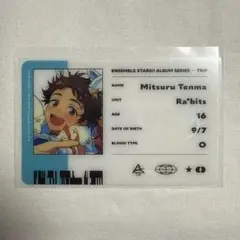 ENSEMBLE STARS!! ALBUM SERIES — TRIP
NAME
Mitsuru Tenma
UNIT
Ra*bits
AGE
16
DATE OF BIRTH
9/7
BLOOD TYPE
O